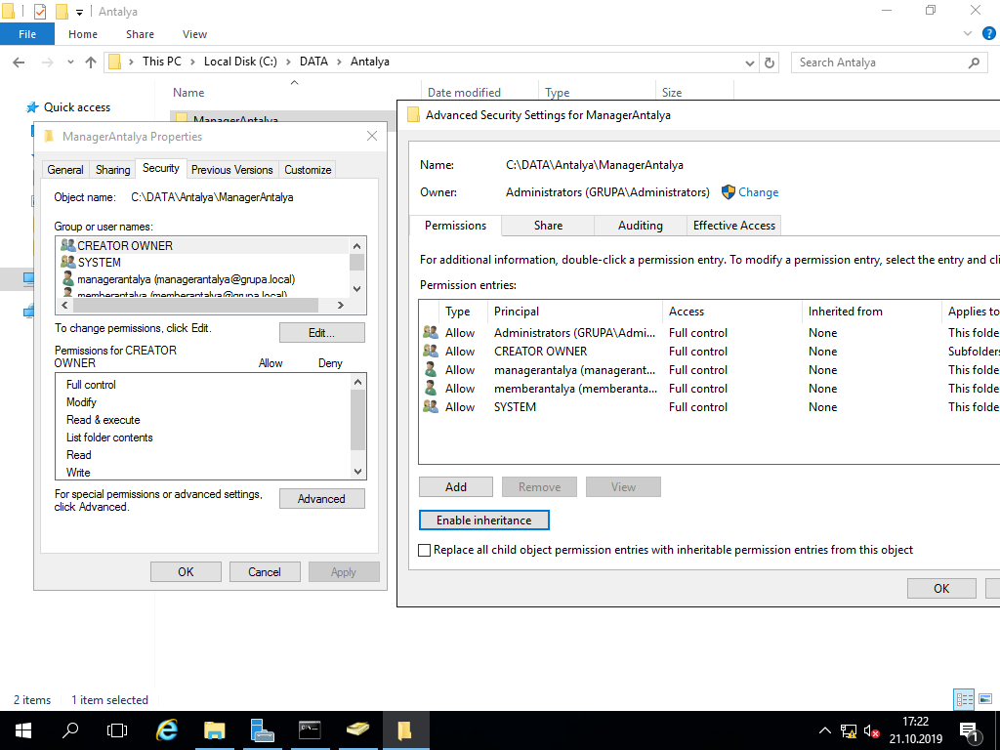 Antalya
File Home Share View
This PC Local Disk (C:) DATA Antalya
Search Antalya
Name Date modified Type Size
Quick access
ManagerAntalya
ManagerAntalya Properties
General Sharing Security Previous Versions Customize
Object name: C:\DATA\Antalya\ManagerAntalya
Group or user names:
CREATOR OWNER
SYSTEM
managerantalya (managerantalya@grupa.local)
memberantalya (memberantalya@grupa.local)
To change permissions, click Edit.
Edit...
Permissions for CREATOR
OWNER Allow Deny
Full control
Modify
Read & execute
List folder contents
Read
Write
For special permissions or advanced settings,
click Advanced.
Advanced
OK Cancel Apply
Advanced Security Settings for ManagerAntalya
Name: C:\DATA\Antalya\ManagerAntalya
Owner: Administrators (GRUPA\Administrators) Change
Permissions Share Auditing Effective Access
For additional information, double-click a permission entry. To modify a permission entry, select the entry and cli
Permission entries:
Type Principal Access Inherited from Applies to
Allow Administrators (GRUPA\Admi... Full control None This folde
Allow CREATOR OWNER Full control None Subfolders
Allow managerantalya (managerant... Full control None This folde
Allow memberantalya (memberanta... Full control None This folde
Allow SYSTEM Full control None This folde
Add Remove View
Enable inheritance
Replace all child object permission entries with inheritable permission entries from this object
OK
2 items 1 item selected
17:22
21.10.2019
1